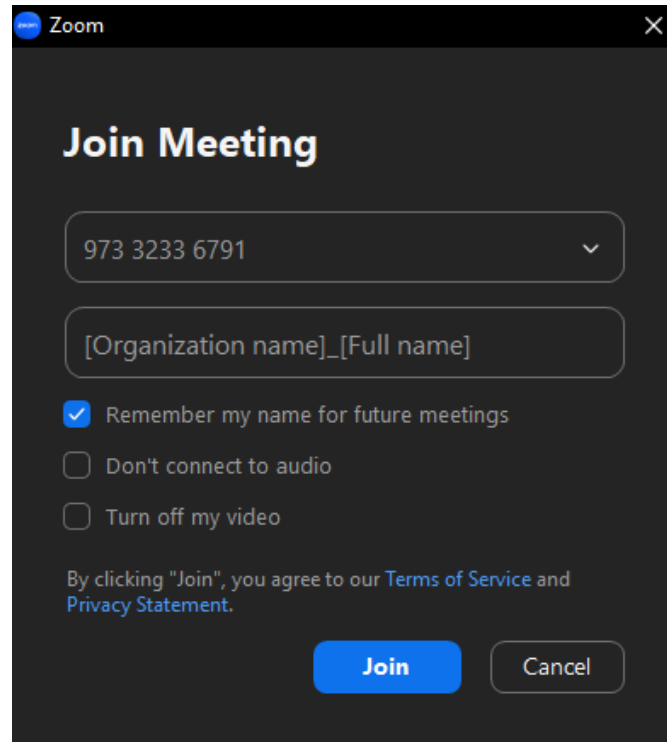 Zoom
Join Meeting
973 3233 6791
[Organization name]_[Full name]
Remember my name for future meetings
Don't connect to audio
Turn off my video
By clicking "Join", you agree to our Terms of Service and
Privacy Statement.
Join Cancel